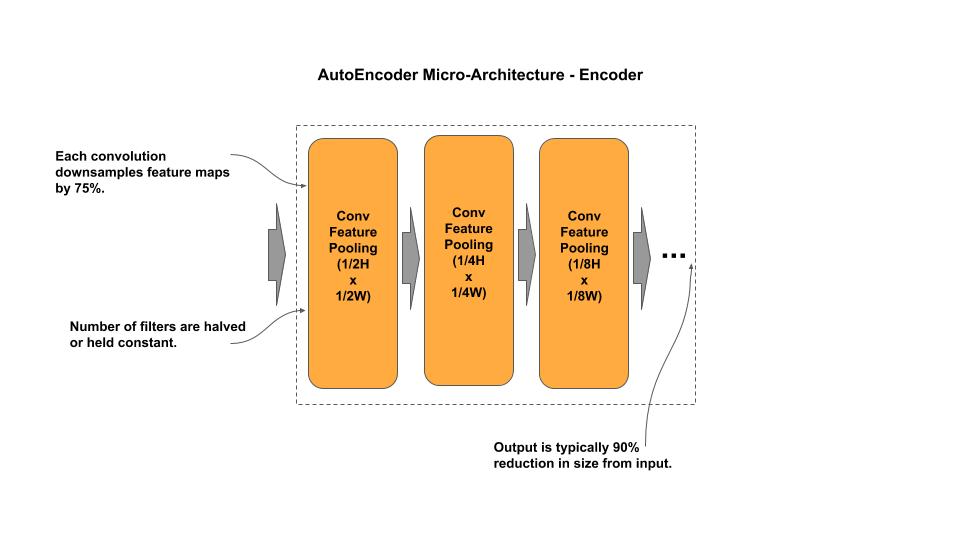 AutoEncoder Micro-Architecture - Encoder
Each convolution
downsamples feature maps
by 75%.
Number of filters are halved
or held constant.
Conv
Feature
Pooling
(1/2H
x
1/2W)
Conv
Feature
Pooling
(1/4H
x
1/4W)
Conv
Feature
Pooling
(1/8H
x
1/8W)
...
Output is typically 90%
reduction in size from input.